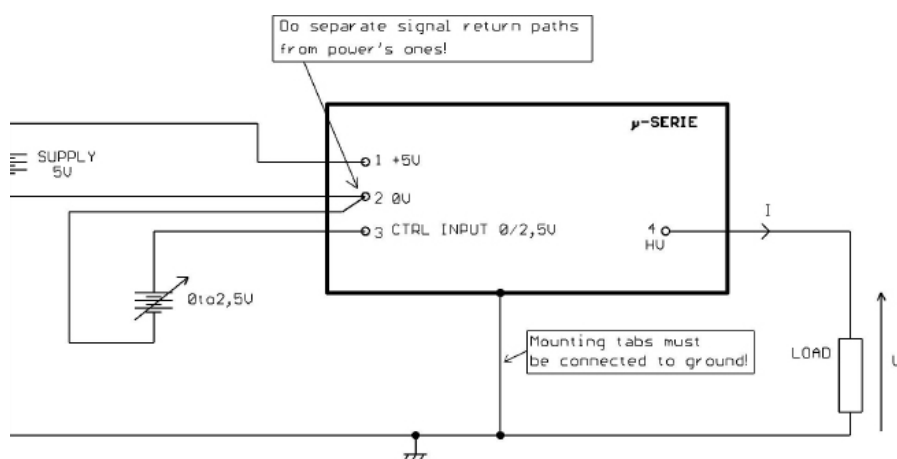 Do separate signal return paths
from power's ones!
µ-SERIE
SUPPLY
5V
1 +5V
2 0V
3 CTRL INPUT 0/2,5V
4
HV
I
0to2,5V
Mounting tabs must
be connected to ground!
LOAD